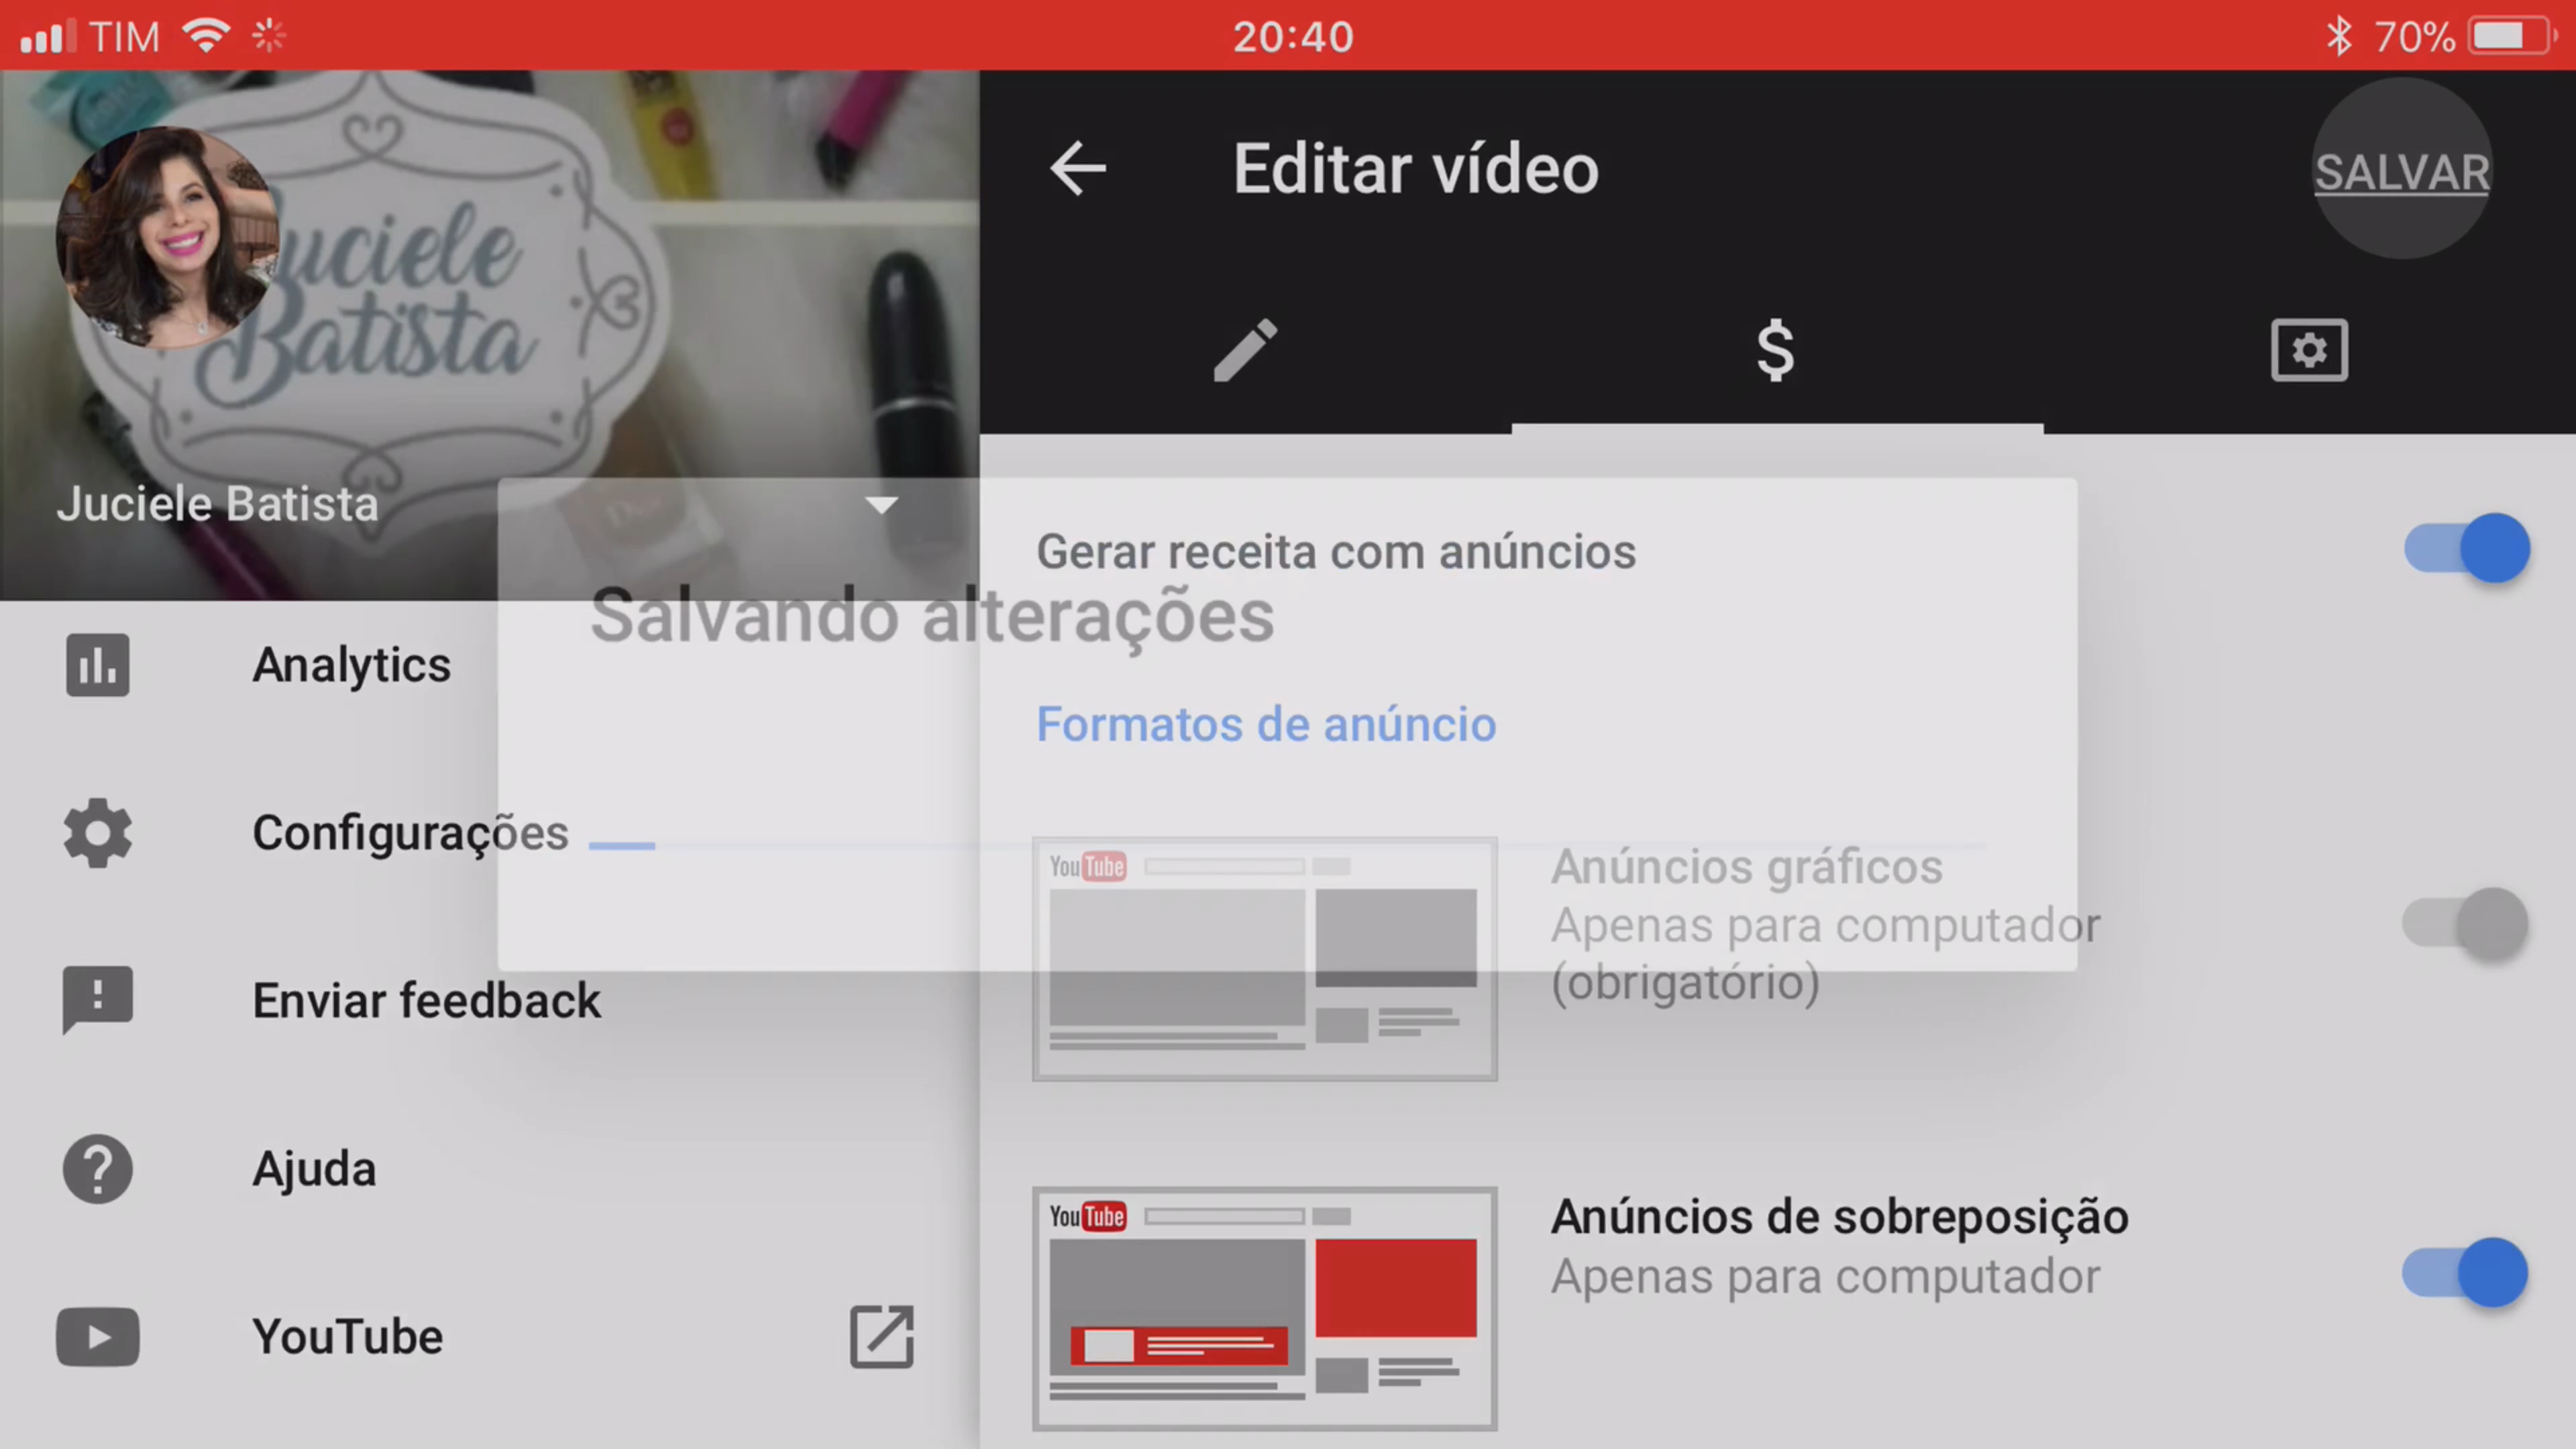 TIM
20:40
70%
Juciele
Batista
Juciele Batista
Analytics
Configurações
Enviar feedback
Ajuda
YouTube
Editar vídeo
SALVAR
Gerar receita com anúncios
Salvando alterações
Formatos de anúncio
YouTube
Anúncios gráficos
Apenas para computador
(obrigatório)
YouTube
Anúncios de sobreposição
Apenas para computador